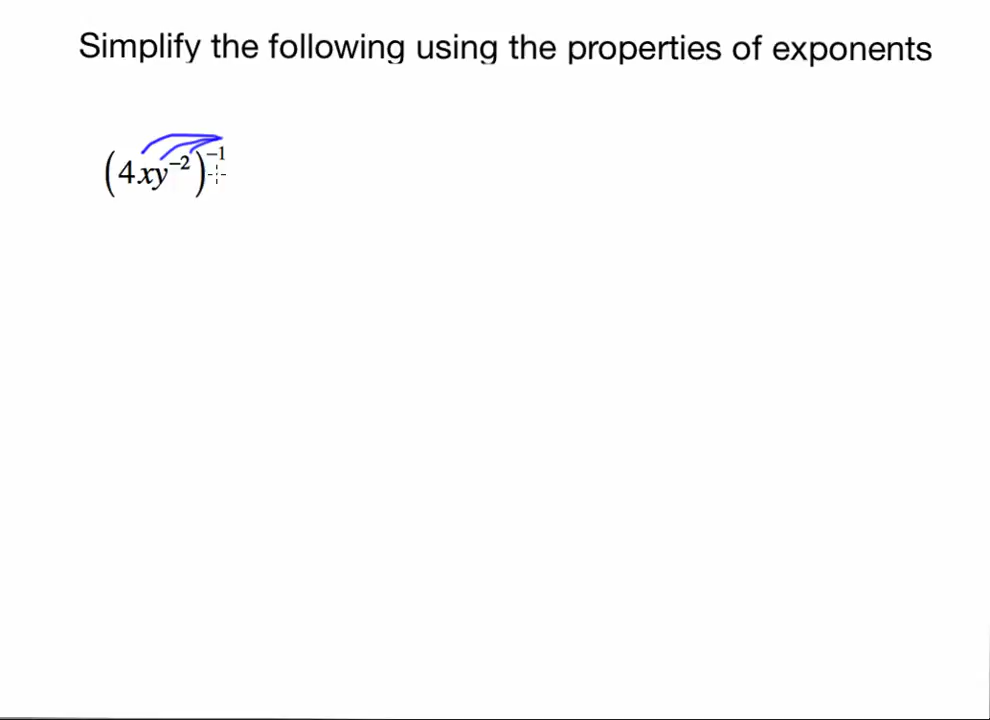 Simplify the following using the properties of exponents
(4xy⁻²)⁻¹